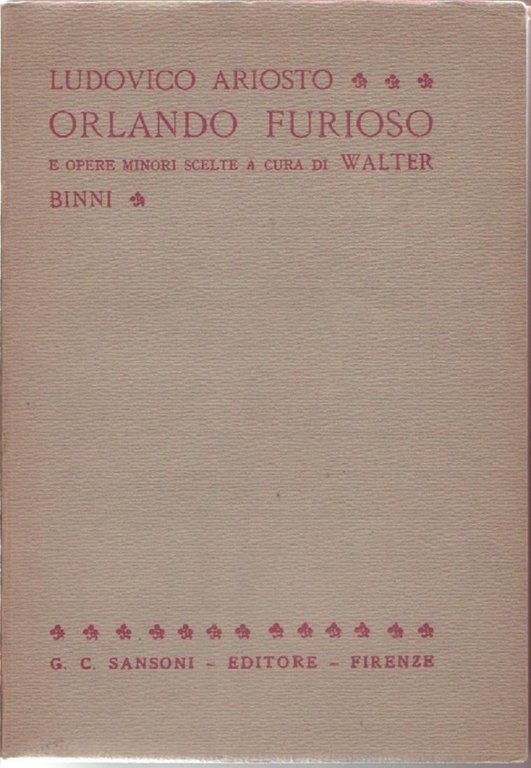 LUDOVICO ARIOSTO
ORLANDO FURIOSO
E OPERE MINORI SCELTE A CURA DI WALTER
BINNI
G. C. SANSONI – EDITORE – FIRENZE